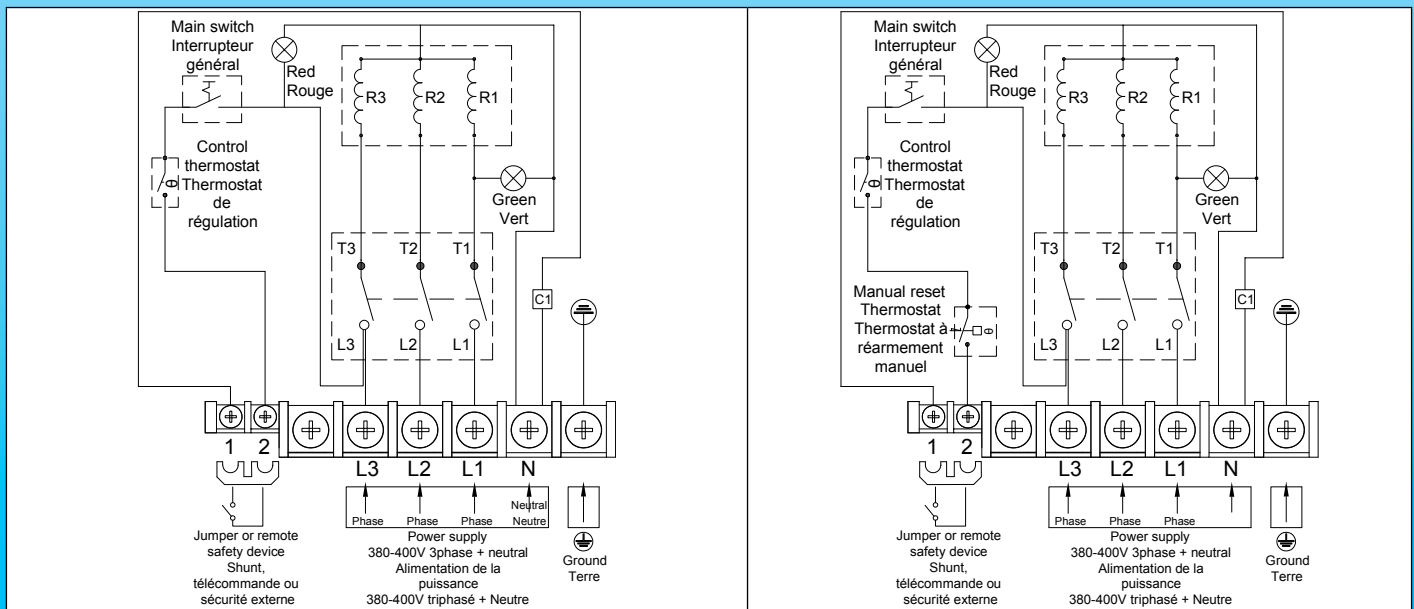 Main switch
Interrupteur
général
Red
Rouge
R3
R2
R1
Control
thermostat
Thermostat
de
régulation
θ
Green
Vert
T3
T2
T1
C1
L3
L2
L1
1
2
L3
L2
L1
N
Phase
Phase
Phase
Neutral
Neutre
Jumper or remote
safety device
Shunt,
télécommande ou
sécurité externe
Power supply
380-400V 3phase + neutral
Alimentation de la
puissance
380-400V triphasé + Neutre
Ground
Terre
Main switch
Interrupteur
général
Red
Rouge
R3
R2
R1
Control
thermostat
Thermostat
de
régulation
θ
Green
Vert
T3
T2
T1
Manual reset
Thermostat
Thermostat à
réarmement
manuel
θ
C1
L3
L2
L1
1
2
L3
L2
L1
N
Phase
Phase
Phase
Jumper or remote
safety device
Shunt,
télécommande ou
sécurité externe
Power supply
380-400V 3phase + neutral
Alimentation de la
puissance
380-400V triphasé + Neutre
Ground
Terre